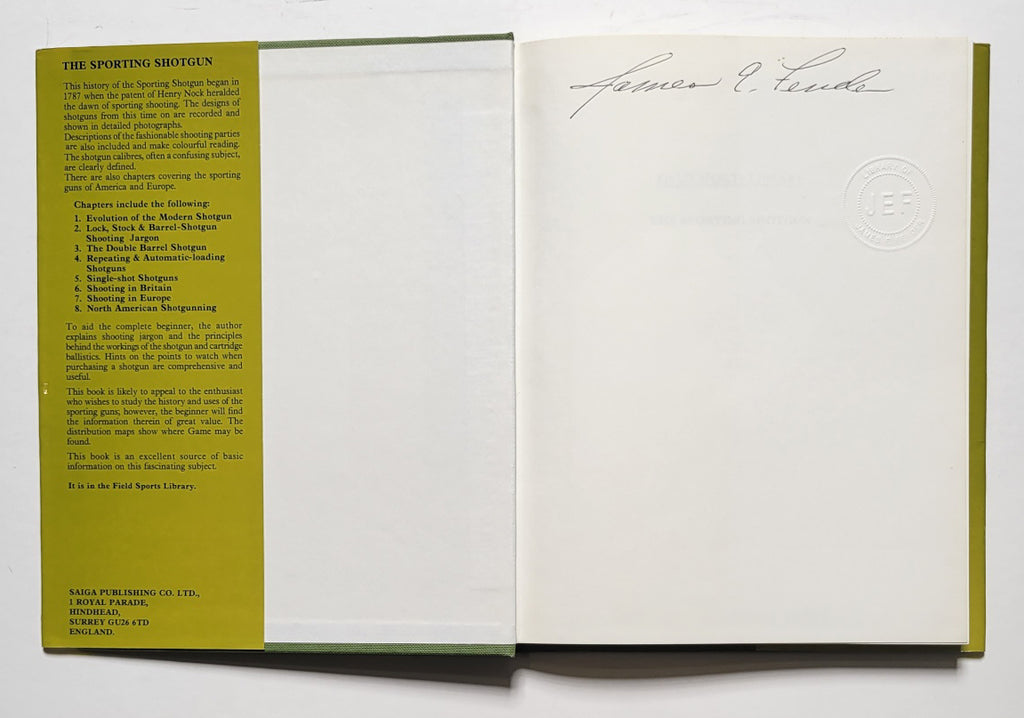 THE SPORTING SHOTGUN
This history of the Sporting Shotgun began in
1787 when the patent of Henry Nock heralded
the dawn of sporting shooting. The designs of
shotguns from this time on are recorded and
shown in detailed photographs.
Descriptions of the fashionable shooting parties
are also included and make colourful reading.
The shotgun calibres, often a confusing subject,
are clearly defined.
There are also chapters covering the sporting
guns of America and Europe.
Chapters include the following:
1. Evolution of the Modern Shotgun
2. Lock, Stock & Barrel-Shotgun
Shooting Jargon
3. The Double Barrel Shotgun
4. Repeating & Automatic-loading
Shotguns
5. Single-shot Shotguns
6. Shooting in Britain
7. Shooting in Europe
8. North American Shotgunning
To aid the complete beginner, the author
explains shooting jargon and the principles
behind the workings of the shotgun and cartridge
ballistics. Hints on the points to watch when
purchasing a shotgun are comprehensive and
useful.
This book is likely to appeal to the enthusiast
who wishes to study the history and uses of the
sporting guns; however, the beginner will find
the information therein of great value. The
distribution maps show where Game may be
found.
This book is an excellent source of basic
information on this fascinating subject.
It is in the Field Sports Library.
SAIGA PUBLISHING CO. LTD.,
1 ROYAL PARADE,
HINDHEAD,
SURREY GU26 6TD
ENGLAND.
James E.
LIBRARY OF
JEF
JAMES E.